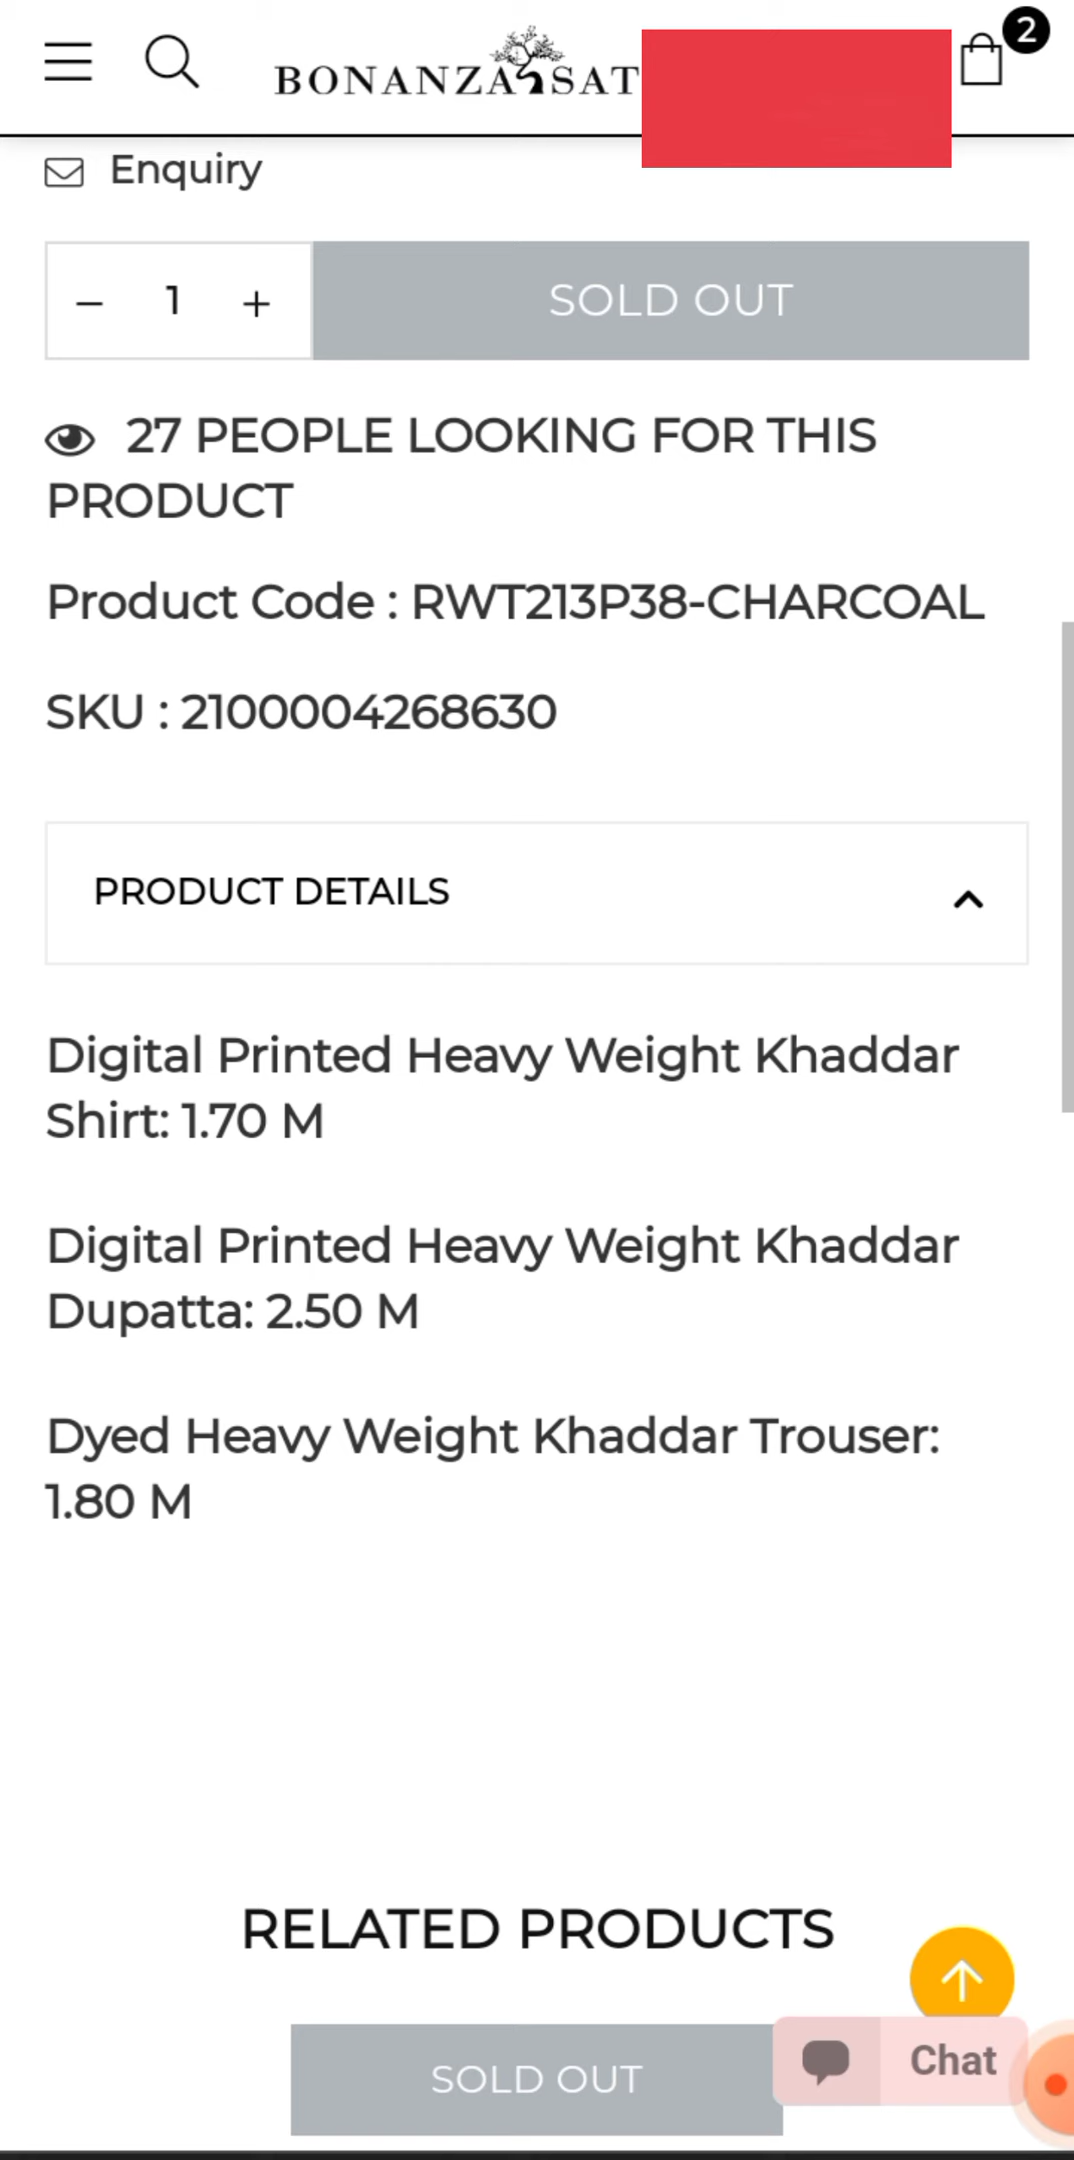 2
BONANZA SAT
Enquiry
− 1 + SOLD OUT
27 PEOPLE LOOKING FOR THIS
PRODUCT
Product Code : RWT213P38-CHARCOAL
SKU : 2100004268630
PRODUCT DETAILS
Digital Printed Heavy Weight Khaddar
Shirt: 1.70 M
Digital Printed Heavy Weight Khaddar
Dupatta: 2.50 M
Dyed Heavy Weight Khaddar Trouser:
1.80 M
RELATED PRODUCTS
SOLD OUT
Chat